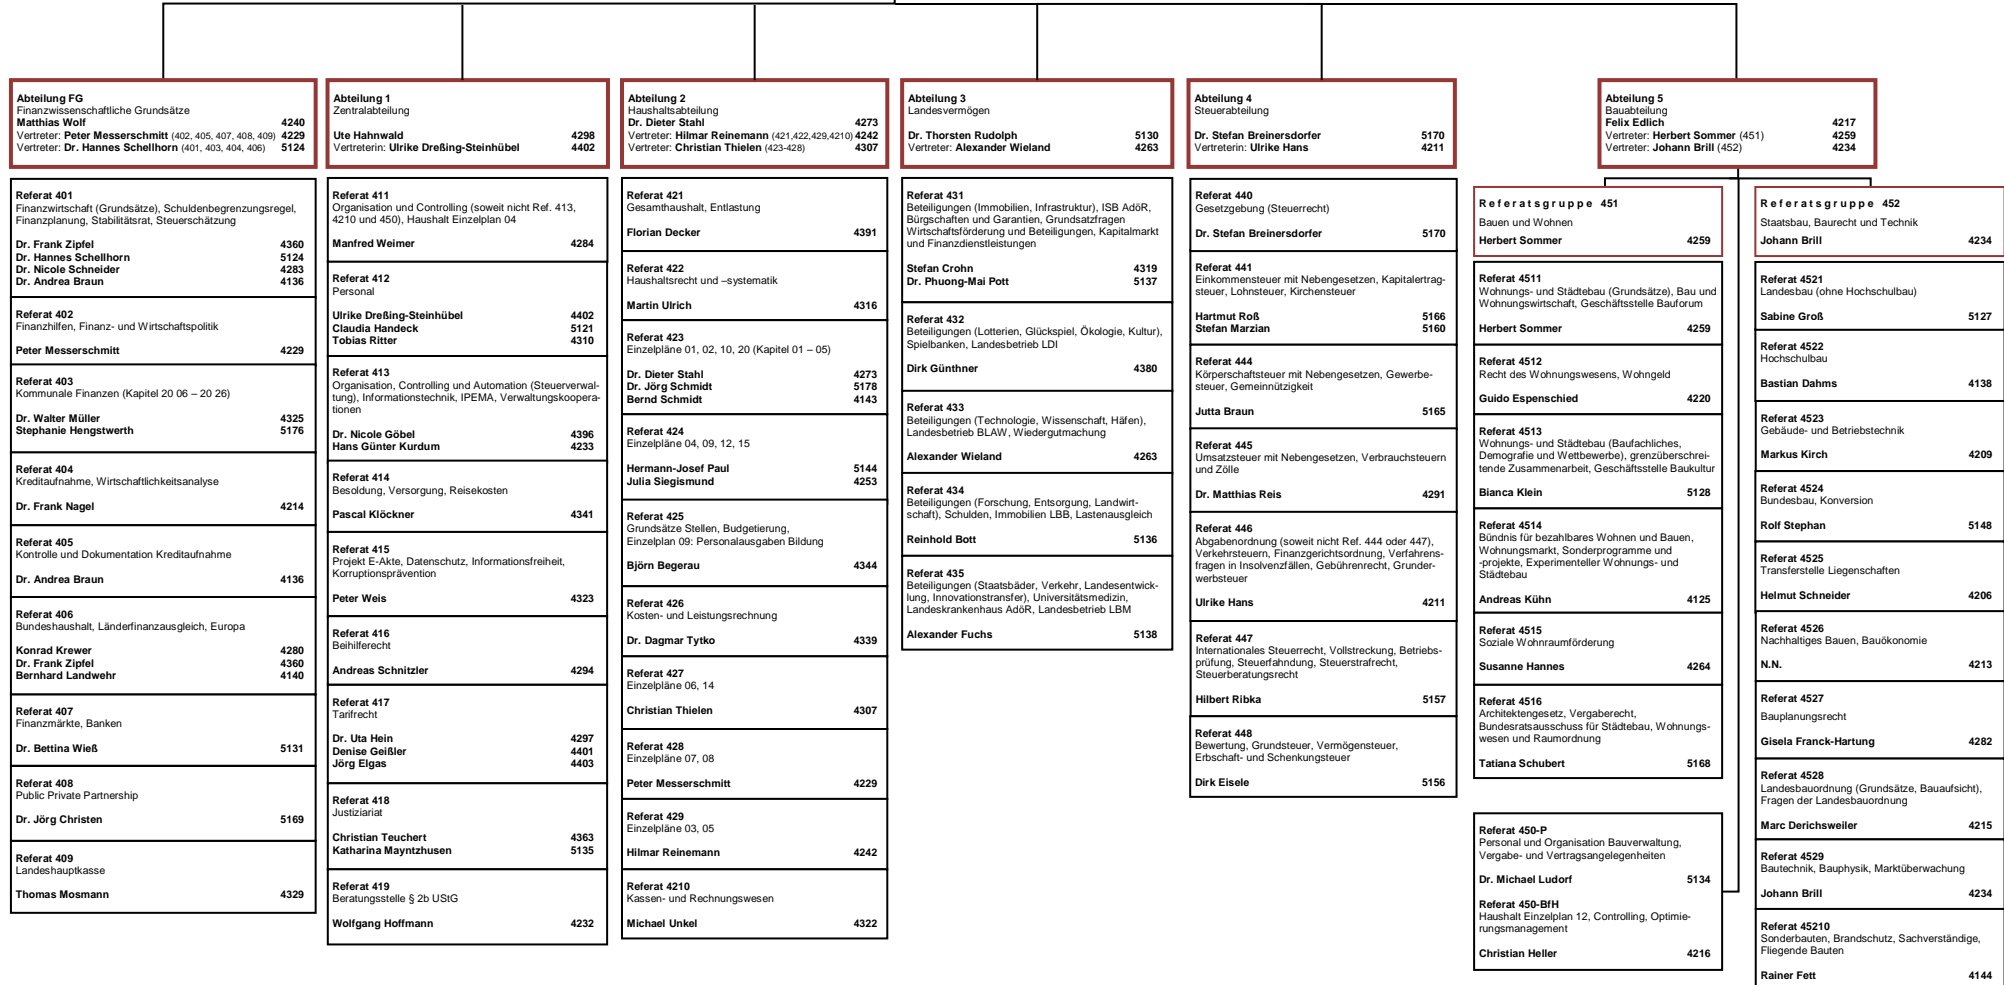 Abteilung FG
Finanzwissenschaftliche Grundsätze
Matthias Wolf 4240
Vertreter: Peter Messerschmitt (402, 405, 407, 408, 409) 4229
Vertreter: Dr. Hannes Schellhorn (401, 403, 404, 406) 5124
Referat 401
Finanzwirtschaft (Grundsätze), Schuldenbegrenzungsregel,
Finanzplanung, Stabilitätsrat, Steuerschätzung
Dr. Frank Zipfel 4360
Dr. Hannes Schellhorn 5124
Dr. Nicole Schneider 4283
Dr. Andrea Braun 4136
Referat 402
Finanzhilfen, Finanz- und Wirtschaftspolitik
Peter Messerschmitt 4229
Referat 403
Kommunale Finanzen (Kapitel 20 06 – 20 26)
Dr. Walter Müller 4325
Stephanie Hengstwerth 5176
Referat 404
Kreditaufnahme, Wirtschaftlichkeitsanalyse
Dr. Frank Nagel 4214
Referat 405
Kontrolle und Dokumentation Kreditaufnahme
Dr. Andrea Braun 4136
Referat 406
Bundeshaushalt, Länderfinanzausgleich, Europa
Konrad Krewer 4280
Dr. Frank Zipfel 4360
Bernhard Landwehr 4140
Referat 407
Finanzmärkte, Banken
Dr. Bettina Wieß 5131
Referat 408
Public Private Partnership
Dr. Jörg Christen 5169
Referat 409
Landeshauptkasse
Thomas Mosmann 4329
Abteilung 1
Zentralabteilung
Ute Hahnwald 4298
Vertreterin: Ulrike Dreßing-Steinhübel 4402
Referat 411
Organisation und Controlling (soweit nicht Ref. 413,
4210 und 450), Haushalt Einzelplan 04
Manfred Weimer 4284
Referat 412
Personal
Ulrike Dreßing-Steinhübel 4402
Claudia Handeck 5121
Tobias Ritter 4310
Referat 413
Organisation, Controlling und Automation (Steuerverwal-
tung), Informationstechnik, IPEMA, Verwaltungskoopera-
tionen
Dr. Nicole Göbel 4396
Hans Günter Kurdum 4233
Referat 414
Besoldung, Versorgung, Reisekosten
Pascal Klöckner 4341
Referat 415
Projekt E-Akte, Datenschutz, Informationsfreiheit,
Korruptionsprävention
Peter Weis 4323
Referat 416
Beihilferecht
Andreas Schnitzler 4294
Referat 417
Tarifrecht
Dr. Uta Hein 4297
Denise Geißler 4401
Jörg Elgas 4403
Referat 418
Justiziariat
Christian Teuchert 4363
Katharina Mayntzhusen 5135
Referat 419
Beratungsstelle § 2b UStG
Wolfgang Hoffmann 4232
Abteilung 2
Haushaltsabteilung
Dr. Dieter Stahl 4273
Vertreter: Hilmar Reinemann (421,422,429,4210) 4242
Vertreter: Christian Thielen (423-428) 4307
Referat 421
Gesamthaushalt, Entlastung
Florian Decker 4391
Referat 422
Haushaltsrecht und –systematik
Martin Ulrich 4316
Referat 423
Einzelpläne 01, 02, 10, 20 (Kapitel 01 – 05)
Dr. Dieter Stahl 4273
Dr. Jörg Schmidt 5178
Bernd Schmidt 4143
Referat 424
Einzelpläne 04, 09, 12, 15
Hermann-Josef Paul 5144
Julia Siegismund 4253
Referat 425
Grundsätze Stellen, Budgetierung,
Einzelplan 09: Personalausgaben Bildung
Björn Begerau 4344
Referat 426
Kosten- und Leistungsrechnung
Dr. Dagmar Tytko 4339
Referat 427
Einzelpläne 06, 14
Christian Thielen 4307
Referat 428
Einzelpläne 07, 08
Peter Messerschmitt 4229
Referat 429
Einzelpläne 03, 05
Hilmar Reinemann 4242
Referat 4210
Kassen- und Rechnungswesen
Michael Unkel 4322
Abteilung 3
Landesvermögen
Dr. Thorsten Rudolph 5130
Vertreter: Alexander Wieland 4263
Referat 431
Beteiligungen (Immobilien, Infrastruktur), ISB AdöR,
Bürgschaften und Garantien, Grundsatzfragen
Wirtschaftsförderung und Beteiligungen, Kapitalmarkt
und Finanzdienstleistungen
Stefan Crohn 4319
Dr. Phuong-Mai Pott 5137
Referat 432
Beteiligungen (Lotterien, Glückspiel, Ökologie, Kultur),
Spielbanken, Landesbetrieb LDI
Dirk Günthner 4380
Referat 433
Beteiligungen (Technologie, Wissenschaft, Häfen),
Landesbetrieb BLAW, Wiedergutmachung
Alexander Wieland 4263
Referat 434
Beteiligungen (Forschung, Entsorgung, Landwirt-
schaft), Schulden, Immobilien LBB, Lastenausgleich
Reinhold Bott 5136
Referat 435
Beteiligungen (Staatsbäder, Verkehr, Landesentwick-
lung, Innovationstransfer), Universitätsmedizin,
Landeskrankenhaus AdöR, Landesbetrieb LBM
Alexander Fuchs 5138
Abteilung 4
Steuerabteilung
Dr. Stefan Breinersdorfer 5170
Vertreterin: Ulrike Hans 4211
Referat 440
Gesetzgebung (Steuerrecht)
Dr. Stefan Breinersdorfer 5170
Referat 441
Einkommensteuer mit Nebengesetzen, Kapitalertrag-
steuer, Lohnsteuer, Kirchensteuer
Hartmut Roß 5166
Stefan Marzian 5160
Referat 444
Körperschaftsteuer mit Nebengesetzen, Gewerbe-
steuer, Gemeinnützigkeit
Jutta Braun 5165
Referat 445
Umsatzsteuer mit Nebengesetzen, Verbrauchsteuern
und Zölle
Dr. Matthias Reis 4291
Referat 446
Abgabenordnung (soweit nicht Ref. 444 oder 447),
Verkehrsteuern, Finanzgerichtsordnung, Verfahrens-
fragen in Insolvenzfällen, Gebührenrecht, Grunder-
werbsteuer
Ulrike Hans 4211
Referat 447
Internationales Steuerrecht, Vollstreckung, Betriebs-
prüfung, Steuerfahndung, Steuerstrafrecht,
Steuerberatungsrecht
Hilbert Ribka 5157
Referat 448
Bewertung, Grundsteuer, Vermögensteuer,
Erbschaft- und Schenkungsteuer
Dirk Eisele 5156
Abteilung 5
Bauabteilung
Felix Edlich 4217
Vertreter: Herbert Sommer (451) 4259
Vertreter: Johann Brill (452) 4234
Referatsgruppe 451
Bauen und Wohnen
Herbert Sommer 4259
Referat 4511
Wohnungs- und Städtebau (Grundsätze), Bau und
Wohnungswirtschaft, Geschäftsstelle Bauforum
Herbert Sommer 4259
Referat 4512
Recht des Wohnungswesens, Wohngeld
Guido Espenschied 4220
Referat 4513
Wohnungs- und Städtebau (Baufachliches,
Demografie und Wettbewerbe), grenzüberschrei-
tende Zusammenarbeit, Geschäftsstelle Baukultur
Bianca Klein 5128
Referat 4514
Bündnis für bezahlbares Wohnen und Bauen,
Wohnungsmarkt, Sonderprogramme und
-projekte, Experimenteller Wohnungs- und
Städtebau
Andreas Kühn 4125
Referat 4515
Soziale Wohnraumförderung
Susanne Hannes 4264
Referat 4516
Architektengesetz, Vergaberecht,
Bundesratsausschuss für Städtebau, Wohnungs-
wesen und Raumordnung
Tatiana Schubert 5168
Referat 450-P
Personal und Organisation Bauverwaltung,
Vergabe- und Vertragsangelegenheiten
Dr. Michael Ludorf 5134
Referat 450-BfH
Haushalt Einzelplan 12, Controlling, Optimie-
rungsmanagement
Christian Heller 4216
Referatsgruppe 452
Staatsbau, Baurecht und Technik
Johann Brill 4234
Referat 4521
Landesbau (ohne Hochschulbau)
Sabine Groß 5127
Referat 4522
Hochschulbau
Bastian Dahms 4138
Referat 4523
Gebäude- und Betriebstechnik
Markus Kirch 4209
Referat 4524
Bundesbau, Konversion
Rolf Stephan 5148
Referat 4525
Transferstelle Liegenschaften
Helmut Schneider 4206
Referat 4526
Nachhaltiges Bauen, Bauökonomie
N.N. 4213
Referat 4527
Bauplanungsrecht
Gisela Franck-Hartung 4282
Referat 4528
Landesbauordnung (Grundsätze, Bauaufsicht),
Fragen der Landesbauordnung
Marc Derichsweiler 4215
Referat 4529
Bautechnik, Bauphysik, Marktüberwachung
Johann Brill 4234
Referat 45210
Sonderbauten, Brandschutz, Sachverständige,
Fliegende Bauten
Rainer Fett 4144